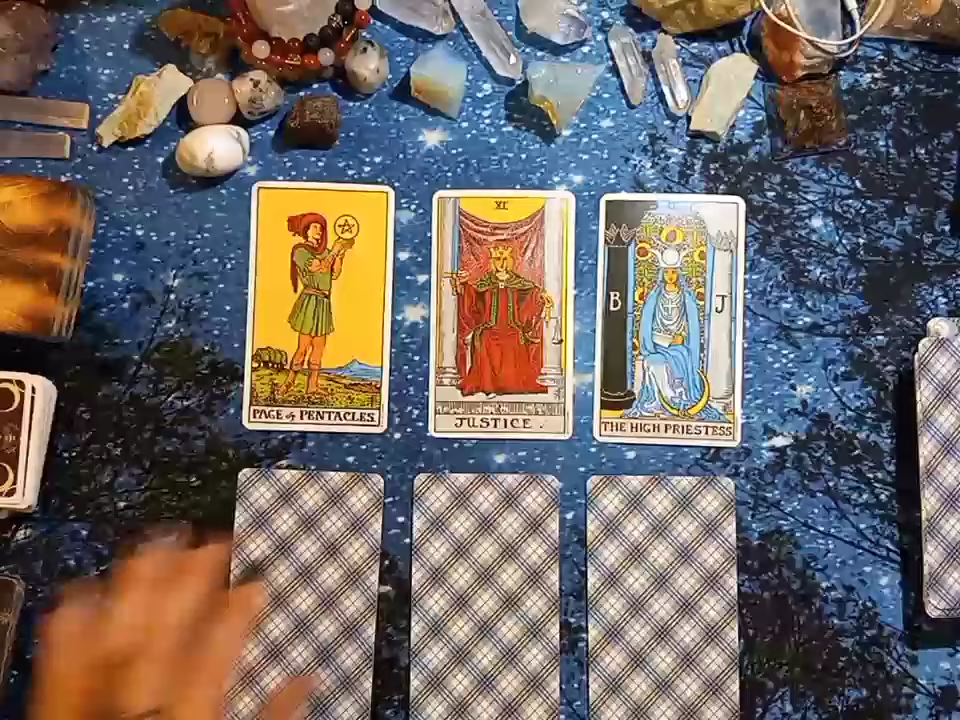 PAGE of PENTACLES.
XI
JUSTICE .
B
J
THE HIGH PRIESTESS